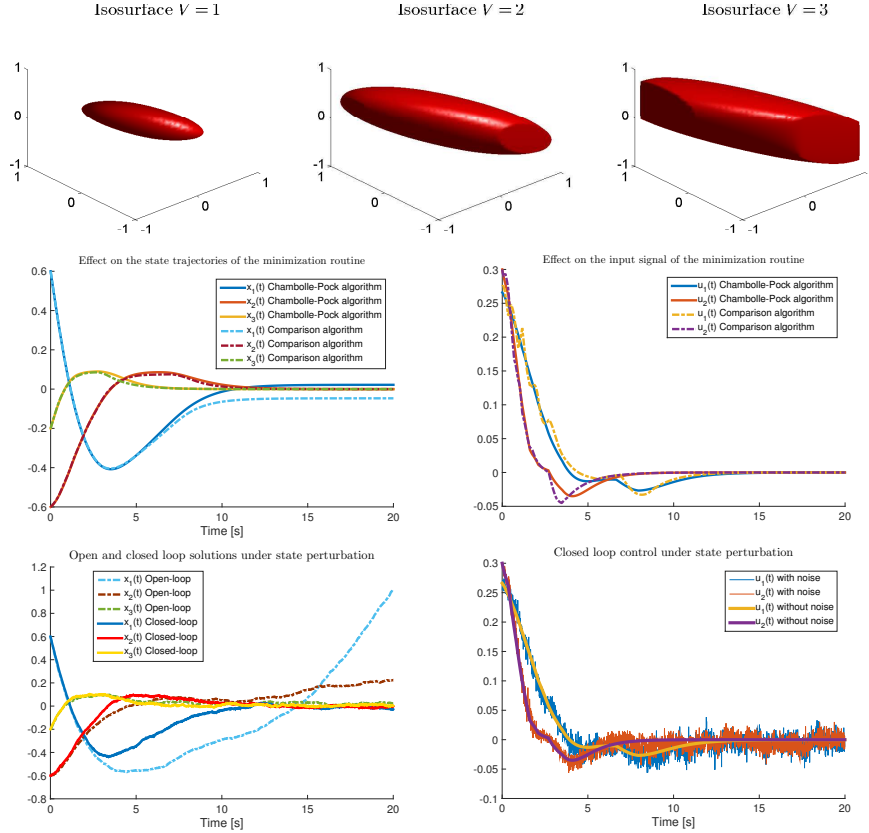 Isosurface V = 1
Isosurface V = 2
Isosurface V = 3
1
0
-1
0
-1
-1
0
1
1
0
-1
0
-1
-1
0
1
1
0
-1
0
-1
-1
0
1
Effect on the state trajectories of the minimization routine
0.6
0.4
0.2
0
-0.2
-0.4
-0.6
x1(t) Chambolle-Pock algorithm
x2(t) Chambolle-Pock algorithm
x3(t) Chambolle-Pock algorithm
x1(t) Comparison algorithm
x2(t) Comparison algorithm
x3(t) Comparison algorithm
0 5 10 15 20
Time [s]
Effect on the input signal of the minimization routine
0.3
0.25
0.2
0.15
0.1
0.05
0
-0.05
u1(t) Chambolle-Pock algorithm
u2(t) Chambolle-Pock algorithm
u1(t) Comparison algorithm
u2(t) Comparison algorithm
0 5 10 15 20
Time [s]
Open and closed loop solutions under state perturbation
1.2
1
0.8
0.6
0.4
0.2
0
-0.2
-0.4
-0.6
-0.8
x1(t) Open-loop
x2(t) Open-loop
x3(t) Open-loop
x1(t) Closed-loop
x2(t) Closed-loop
x3(t) Closed-loop
0 5 10 15 20
Time [s]
Closed loop control under state perturbation
0.3
0.25
0.2
0.15
0.1
0.05
0
-0.05
-0.1
u1(t) with noise
u2(t) with noise
u1(t) without noise
u2(t) without noise
0 5 10 15 20
Time [s]